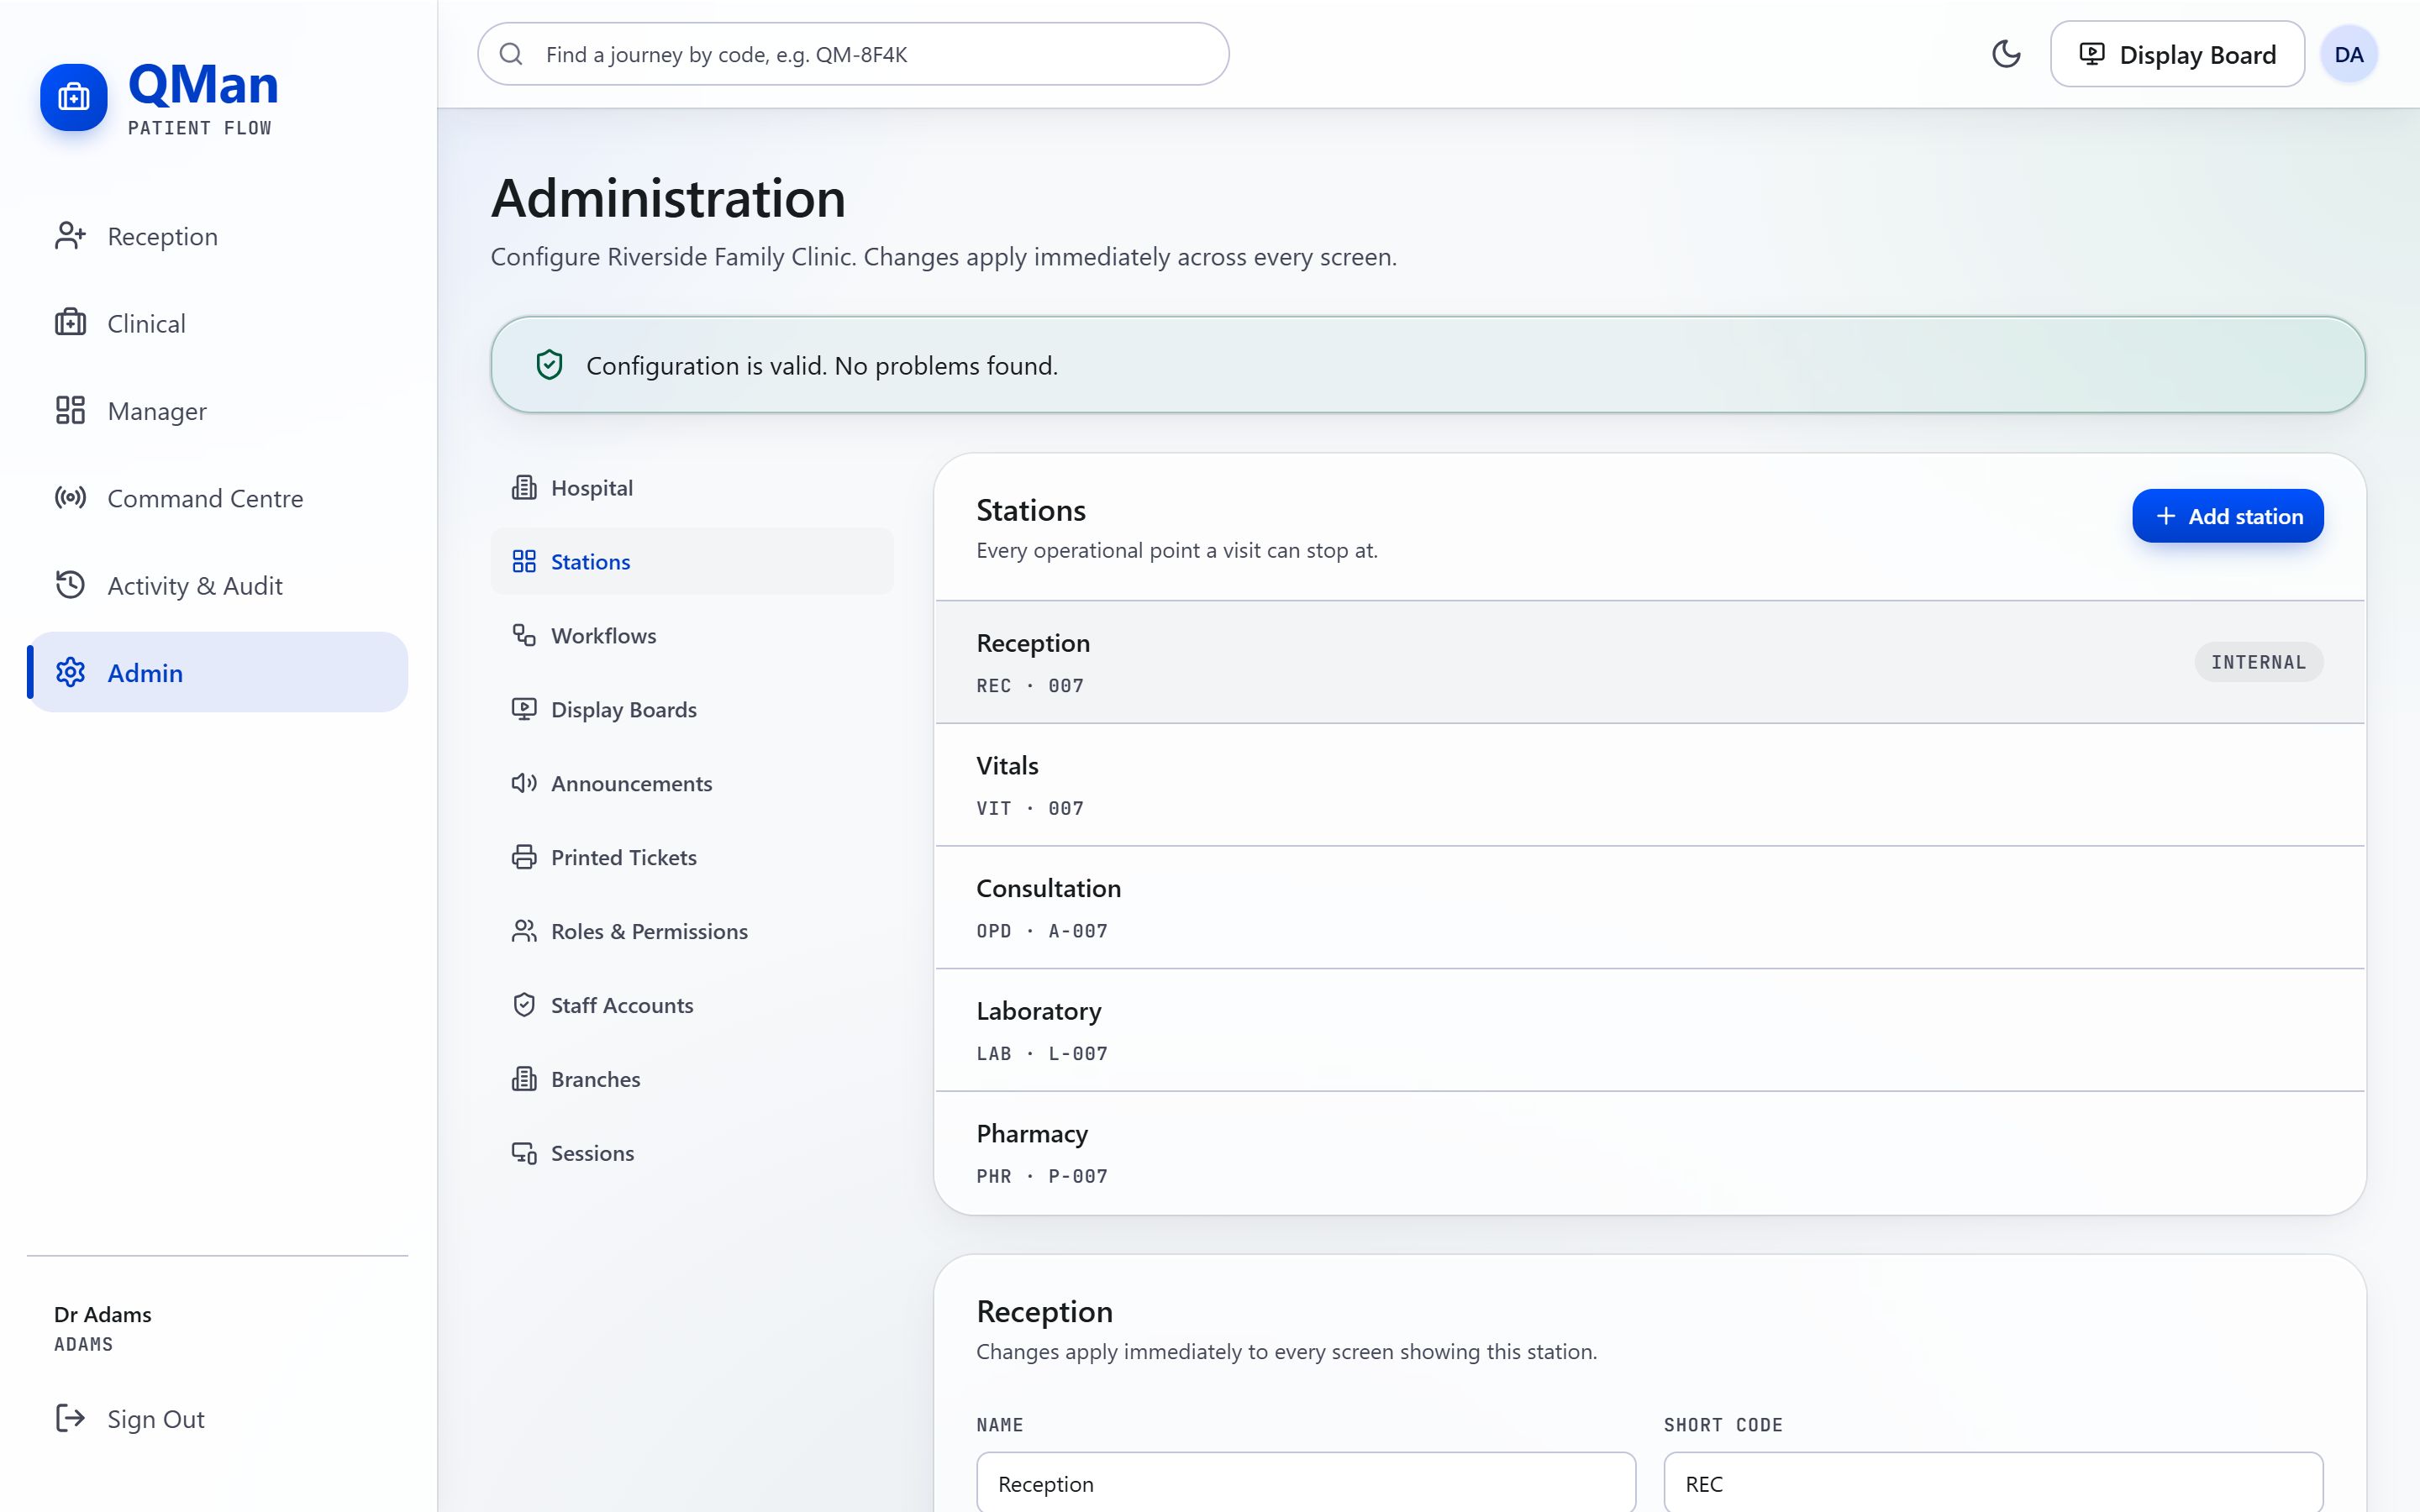 QMan
PATIENT FLOW
Reception
Clinical
Manager
Command Centre
Activity & Audit
Admin
Dr Adams
ADAMS
Sign Out
Find a journey by code, e.g. QM-8F4K
Display Board
DA
Administration
Configure Riverside Family Clinic. Changes apply immediately across every screen.
Configuration is valid. No problems found.
Hospital
Stations
Workflows
Display Boards
Announcements
Printed Tickets
Roles & Permissions
Staff Accounts
Branches
Sessions
Stations
Every operational point a visit can stop at.
Add station
Reception
REC · 007
INTERNAL
Vitals
VIT · 007
Consultation
OPD · A-007
Laboratory
LAB · L-007
Pharmacy
PHR · P-007
Reception
Changes apply immediately to every screen showing this station.
NAME
Reception
SHORT CODE
REC